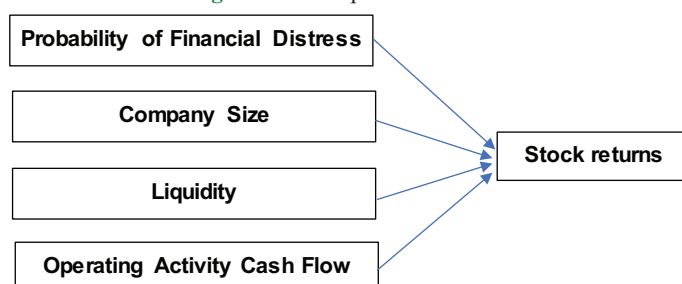 Probability of Financial Distress
Company Size
Stock returns
Liquidity
Operating Activity Cash Flow